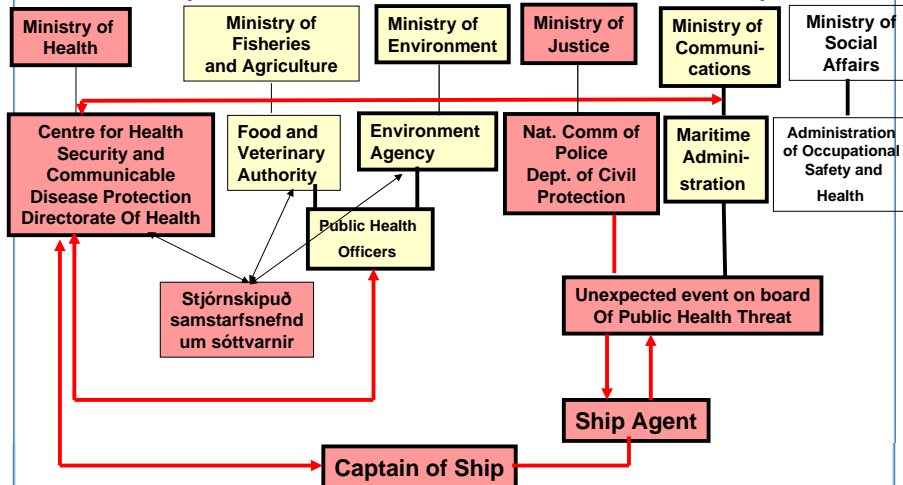 Ministry of
Health
Ministry of
Fisheries
and Agriculture
Ministry of
Environment
Ministry of
Justice
Ministry of
Communi-
cations
Ministry of
Social
Affairs
Centre for Health
Security and
Communicable
Disease Protection
Directorate Of Health
Food and
Veterinary
Authority
Environment
Agency
Nat. Comm of
Police
Dept. of Civil
Protection
Maritime
Admini-
stration
Administration
of Occupational
Safety and
Health
Public Health
Officers
Stjórnskipuð
samstarfsnefnd
um sóttvarnir
Unexpected event on board
Of Public Health Threat
Ship Agent
Captain of Ship